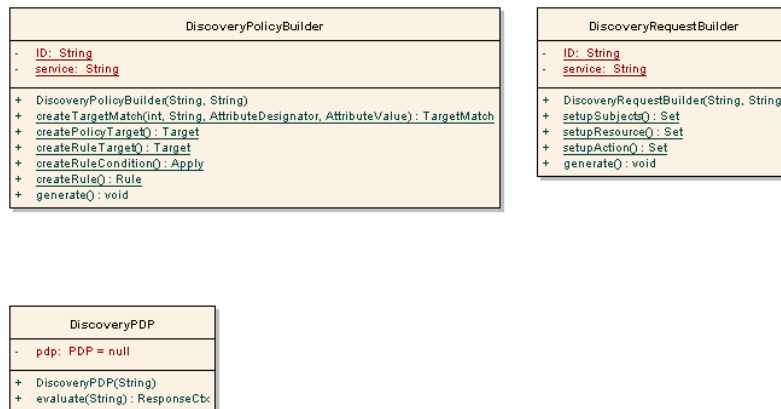 DiscoveryPolicyBuilder
- ID: String
- service: String
+ DiscoveryPolicyBuilder(String, String)
+ createTargetMatch(int, String, AttributeDesignator, AttributeValue) : TargetMatch
+ createPolicyTarget() : Target
+ createRuleTarget() : Target
+ createRuleCondition() : Apply
+ createRule() : Rule
+ generate() : void
DiscoveryRequestBuilder
- ID: String
- service: String
+ DiscoveryRequestBuilder(String, String
+ setupSubjects() : Set
+ setupResource() : Set
+ setupAction() : Set
+ generate() : void
DiscoveryPDP
- pdp: PDP = null
+ DiscoveryPDP(String)
+ evaluate(String) : ResponseCtx